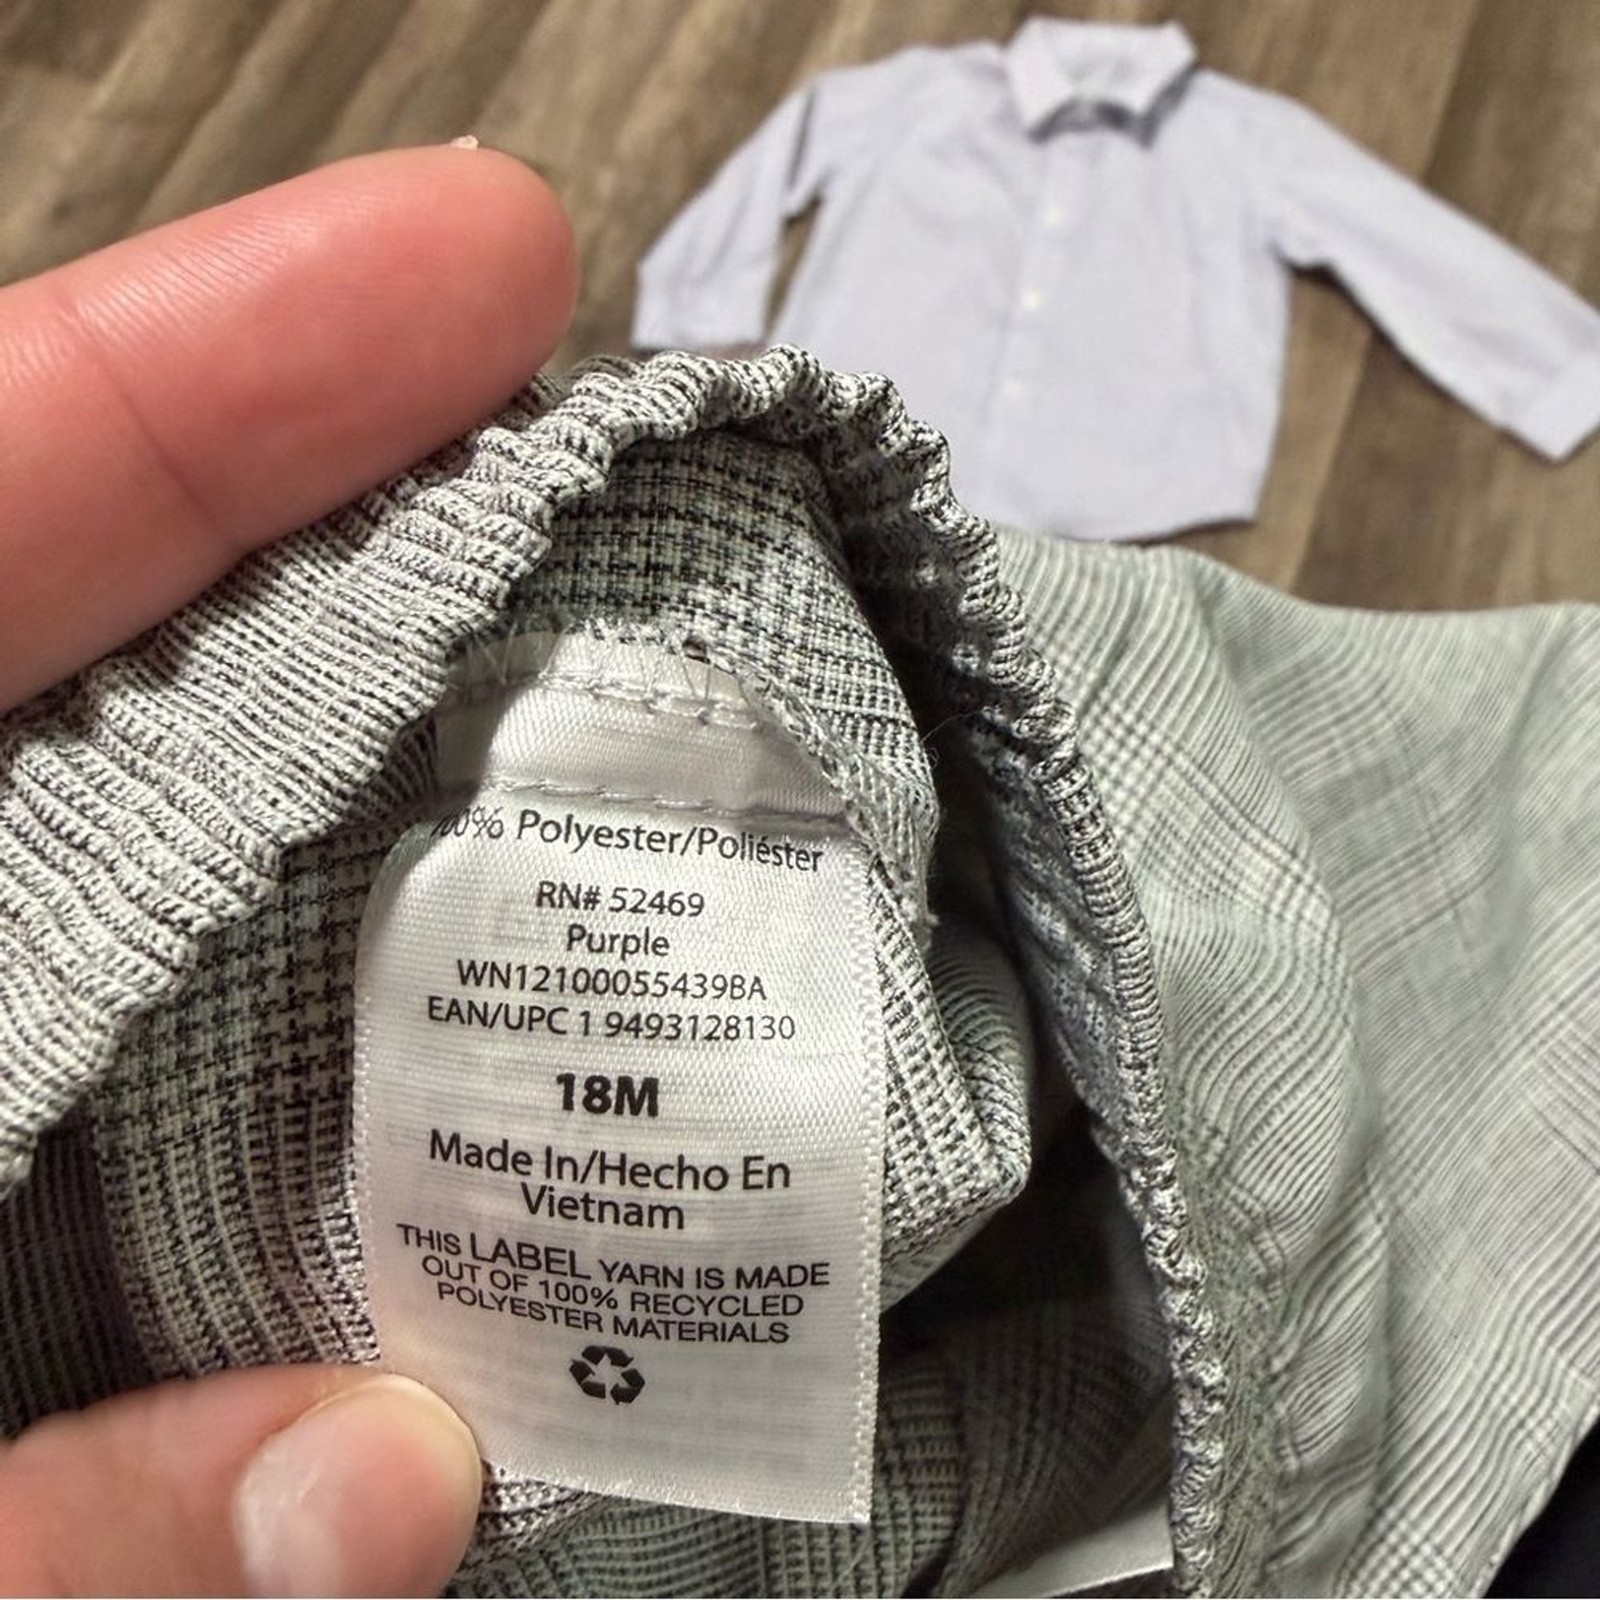 100% Polyester/Poliéster
RN# 52469
Purple
WN12100055439BA
EAN/UPC 1 9493128130
18M
Made In/Hecho En
Vietnam
THIS LABEL YARN IS MADE
OUT OF 100% RECYCLED
POLYESTER MATERIALS